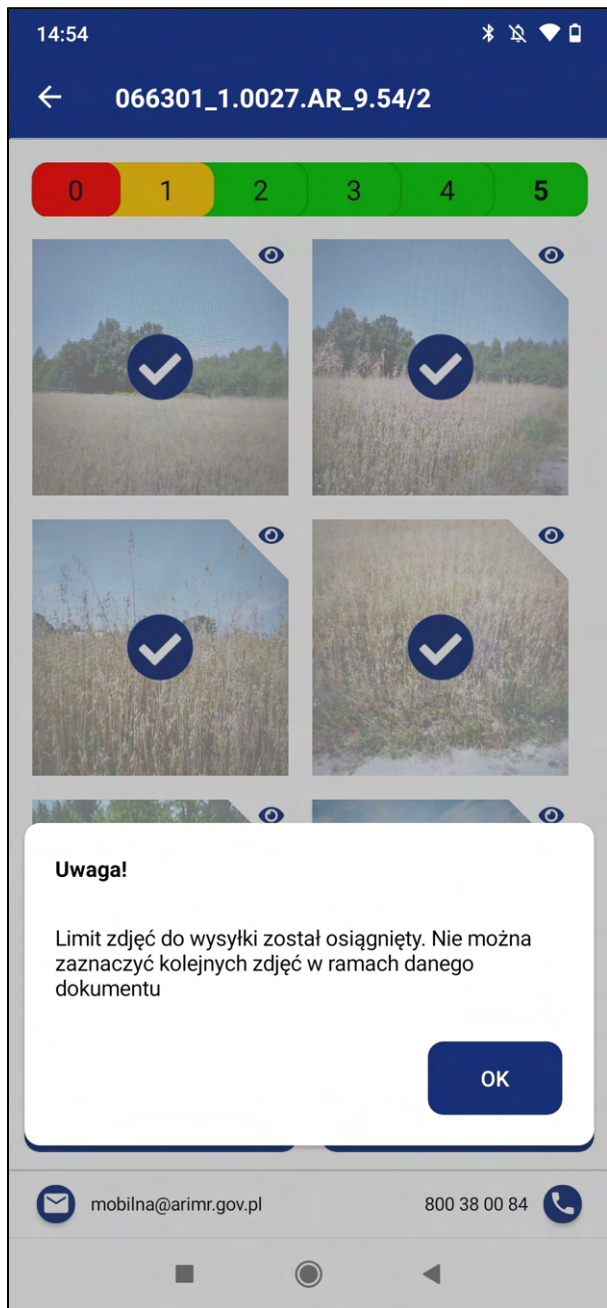 14:54
066301_1.0027.AR_9.54/2
0 1 2 3 4 5
Uwaga!
Limit zdjęć do wysyłki został osiągnięty. Nie można
zaznaczyć kolejnych zdjęć w ramach danego
dokumentu
OK
mobilna@arimr.gov.pl 800 38 00 84